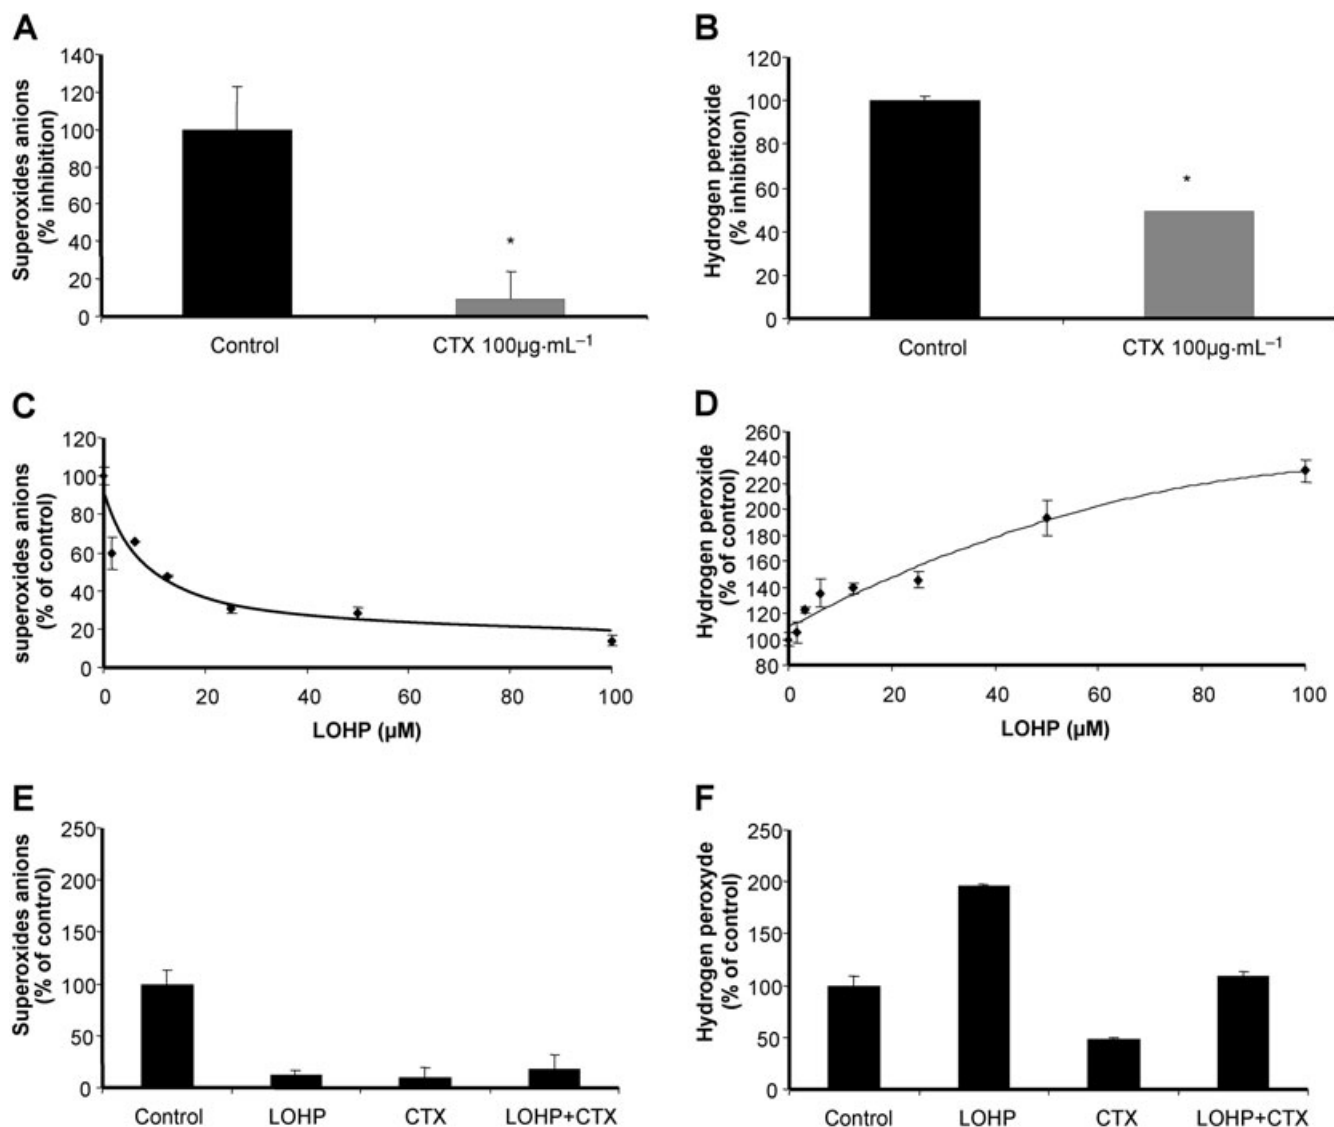 A
Superoxides anions
(% inhibition)
140
120
100
80
60
40
20
0
*
Control
CTX 100µg·mL⁻¹
B
Hydrogen peroxide
(% inhibition)
120
100
80
60
40
20
0
*
Control
CTX 100µg·mL⁻¹
C
superoxides anions
(% of control)
120
100
80
60
40
20
0
0 20 40 60 80 100
LOHP (µM)
D
Hydrogen peroxide
(% of control)
260
240
220
200
180
160
140
120
100
80
0 20 40 60 80 100
LOHP (µM)
E
Superoxides anions
(% of control)
250
200
150
100
50
0
Control LOHP CTX LOHP+CTX
F
Hydrogen peroxyde
(% of control)
250
200
150
100
50
0
Control LOHP CTX LOHP+CTX